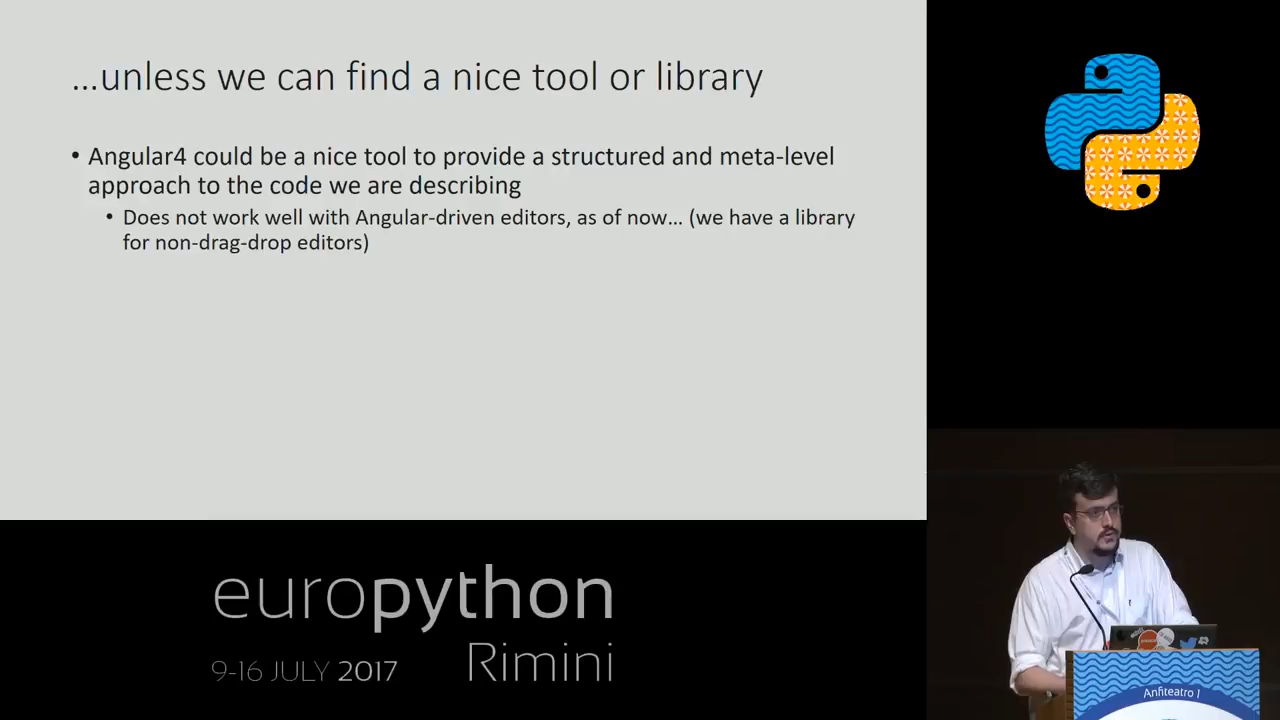 ...unless we can find a nice tool or library
• Angular4 could be a nice tool to provide a structured and meta-level
approach to the code we are describing
• Does not work well with Angular-driven editors, as of now... (we have a library
for non-drag-drop editors)
europython
9-16 JULY 2017 Rimini
Anfiteatro I